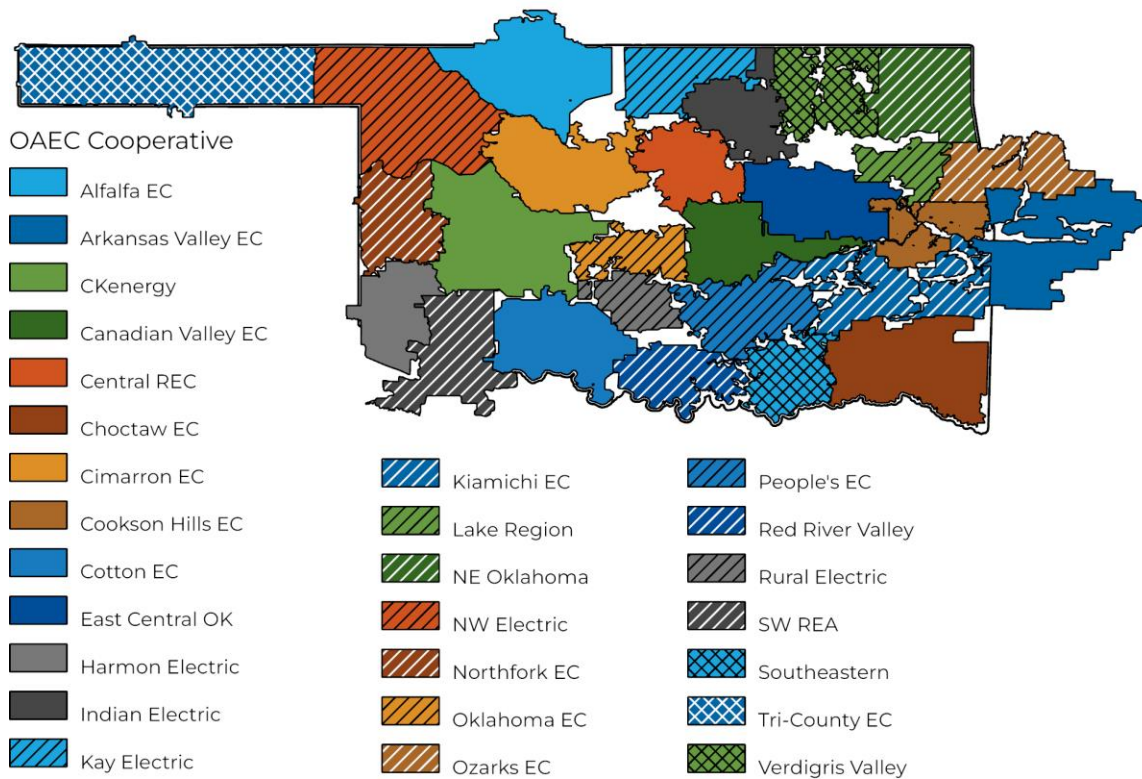 OAEC Cooperative
Alfalfa EC
Arkansas Valley EC
CKenergy
Canadian Valley EC
Central REC
Choctaw EC
Cimarron EC
Cookson Hills EC
Cotton EC
East Central OK
Harmon Electric
Indian Electric
Kay Electric
Kiamichi EC
Lake Region
NE Oklahoma
NW Electric
Northfork EC
Oklahoma EC
Ozarks EC
People's EC
Red River Valley
Rural Electric
SW REA
Southeastern
Tri-County EC
Verdigris Valley